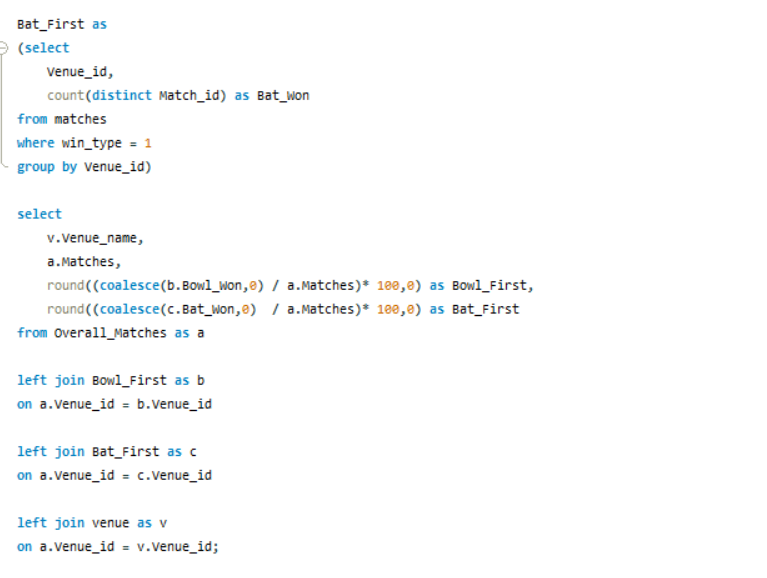 Bat_First as
(select
Venue_id,
count(distinct Match_id) as Bat_Won
from matches
where win_type = 1
group by Venue_id)
select
v.Venue_name,
a.Matches,
round((coalesce(b.Bowl_Won,0) / a.Matches)* 100,0) as Bowl_First,
round((coalesce(c.Bat_Won,0)  / a.Matches)* 100,0) as Bat_First
from Overall_Matches as a
left join Bowl_First as b
on a.Venue_id = b.Venue_id
left join Bat_First as c
on a.Venue_id = c.Venue_id
left join venue as v
on a.Venue_id = v.Venue_id;